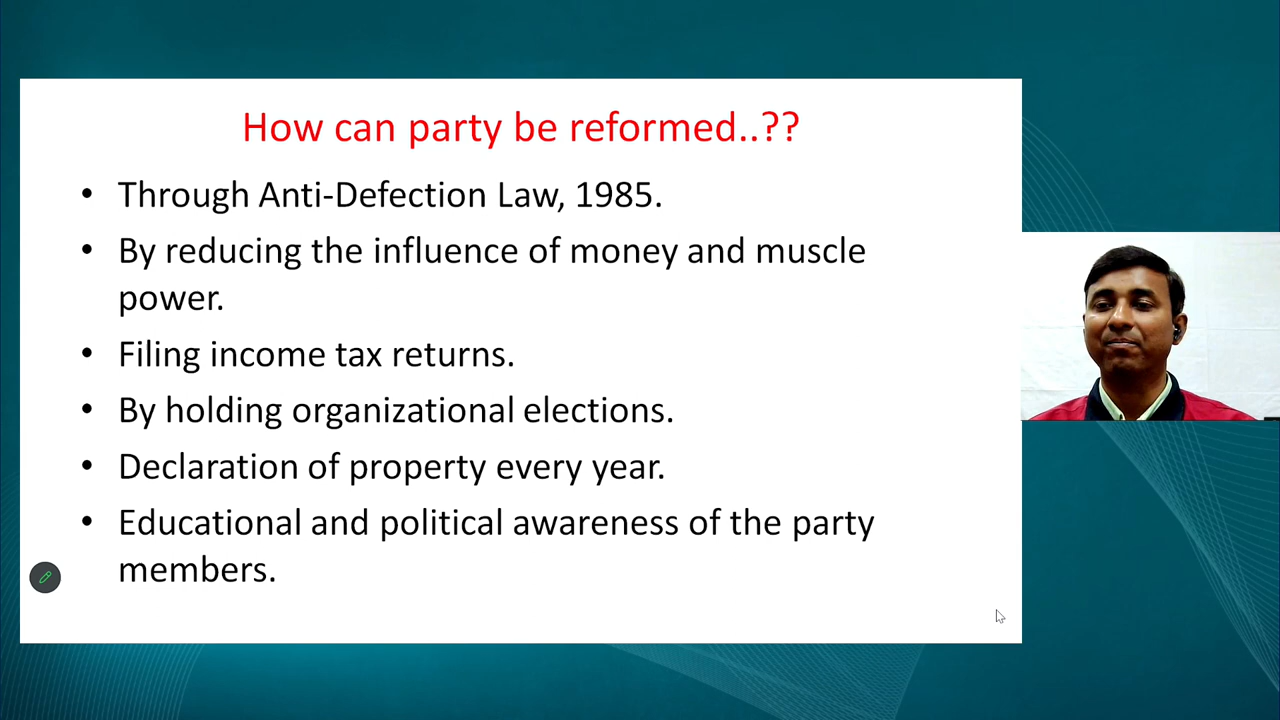 How can party be reformed..??
• Through Anti-Defection Law, 1985.
• By reducing the influence of money and muscle
power.
• Filing income tax returns.
• By holding organizational elections.
• Declaration of property every year.
• Educational and political awareness of the party
members.